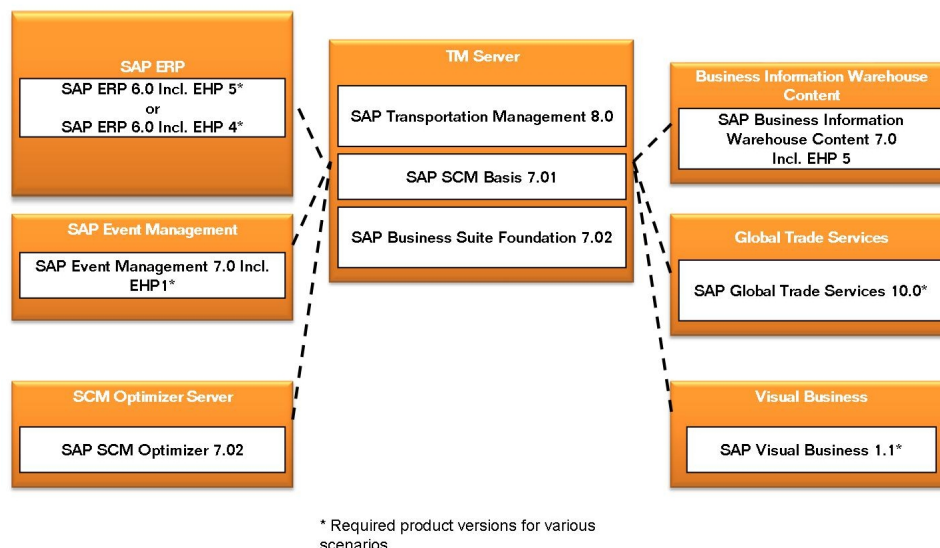 SAP ERP
SAP ERP 6.0 Incl. EHP 5*
or
SAP ERP 6.0 Incl. EHP 4*
SAP Event Management
SAP Event Management 7.0 Incl.
EHP1*
SCM Optimizer Server
SAP SCM Optimizer 7.02
TM Server
SAP Transportation Management 8.0
SAP SCM Basis 7.01
SAP Business Suite Foundation 7.02
Business Information Warehouse
Content
SAP Business Information
Warehouse Content 7.0
Incl. EHP 5
Global Trade Services
SAP Global Trade Services 10.0*
Visual Business
SAP Visual Business 1.1*
* Required product versions for various
scenarios